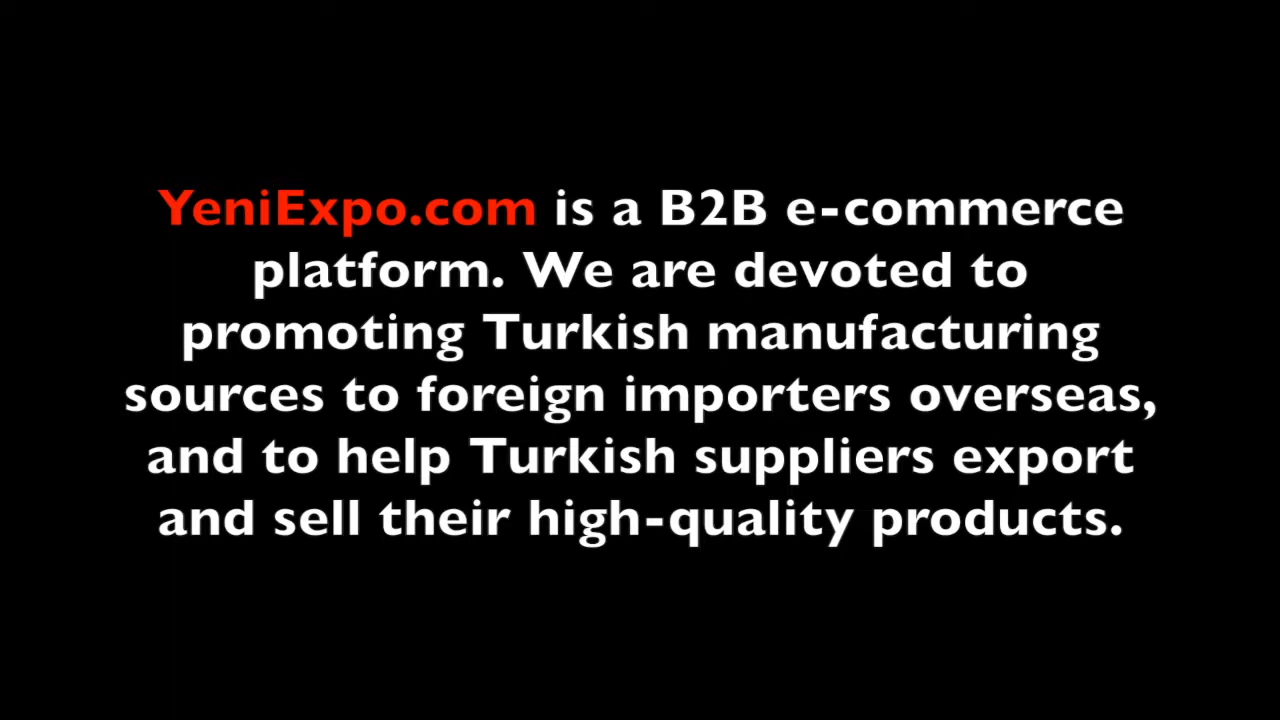 YeniExpo.com is a B2B e-commerce
platform. We are devoted to
promoting Turkish manufacturing
sources to foreign importers overseas,
and to help Turkish suppliers export
and sell their high-quality products.